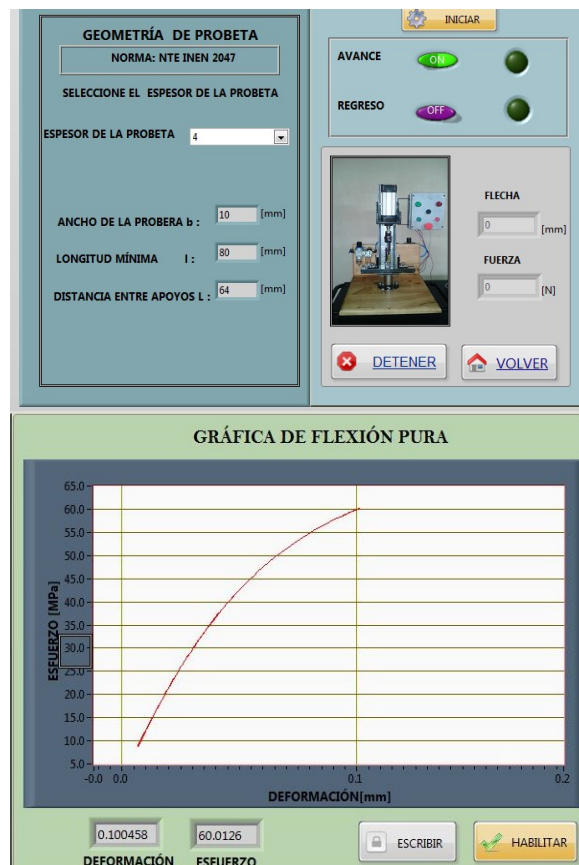 GEOMETRÍA DE PROBETA
NORMA: NTE INEN 2047
SELECCIONE EL ESPESOR DE LA PROBETA
ESPESOR DE LA PROBETA 4
ANCHO DE LA PROBERA b : 10 [mm]
LONGITUD MÍNIMA l : 80 [mm]
DISTANCIA ENTRE APOYOS L : 64 [mm]
INICIAR
AVANCE ON
REGRESO OFF
FLECHA
0 [mm]
FUERZA
0 [N]
DETENER
VOLVER
GRÁFICA DE FLEXIÓN PURA
ESFUERZO [MPa]
65.0
60.0
55.0
50.0
45.0
40.0
35.0
30.0
25.0
20.0
15.0
10.0
5.0
-0.0 0.0 0.1 0.2
DEFORMACIÓN[mm]
0.100458 60.0126
DEFORMACIÓN ESFUERZO
ESCRIBIR
HABILITAR